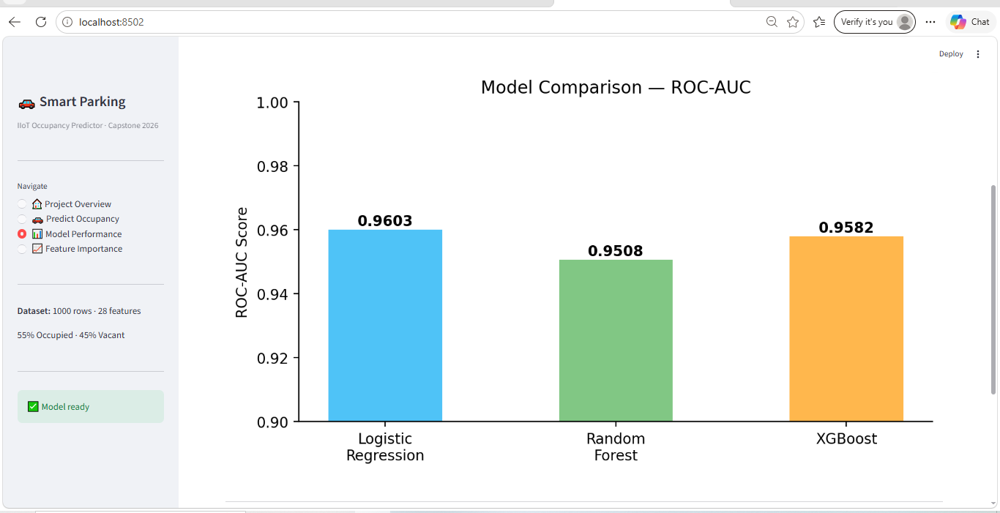 localhost:8502
Verify it's you
Chat
Deploy
🚗 Smart Parking
IIoT Occupancy Predictor · Capstone 2026
Navigate
🏠 Project Overview
🚗 Predict Occupancy
📊 Model Performance
📈 Feature Importance
Dataset: 1000 rows · 28 features
55% Occupied · 45% Vacant
✅ Model ready
Model Comparison — ROC-AUC
ROC-AUC Score
1.00
0.98
0.96
0.94
0.92
0.90
0.9603
0.9508
0.9582
Logistic
Regression
Random
Forest
XGBoost